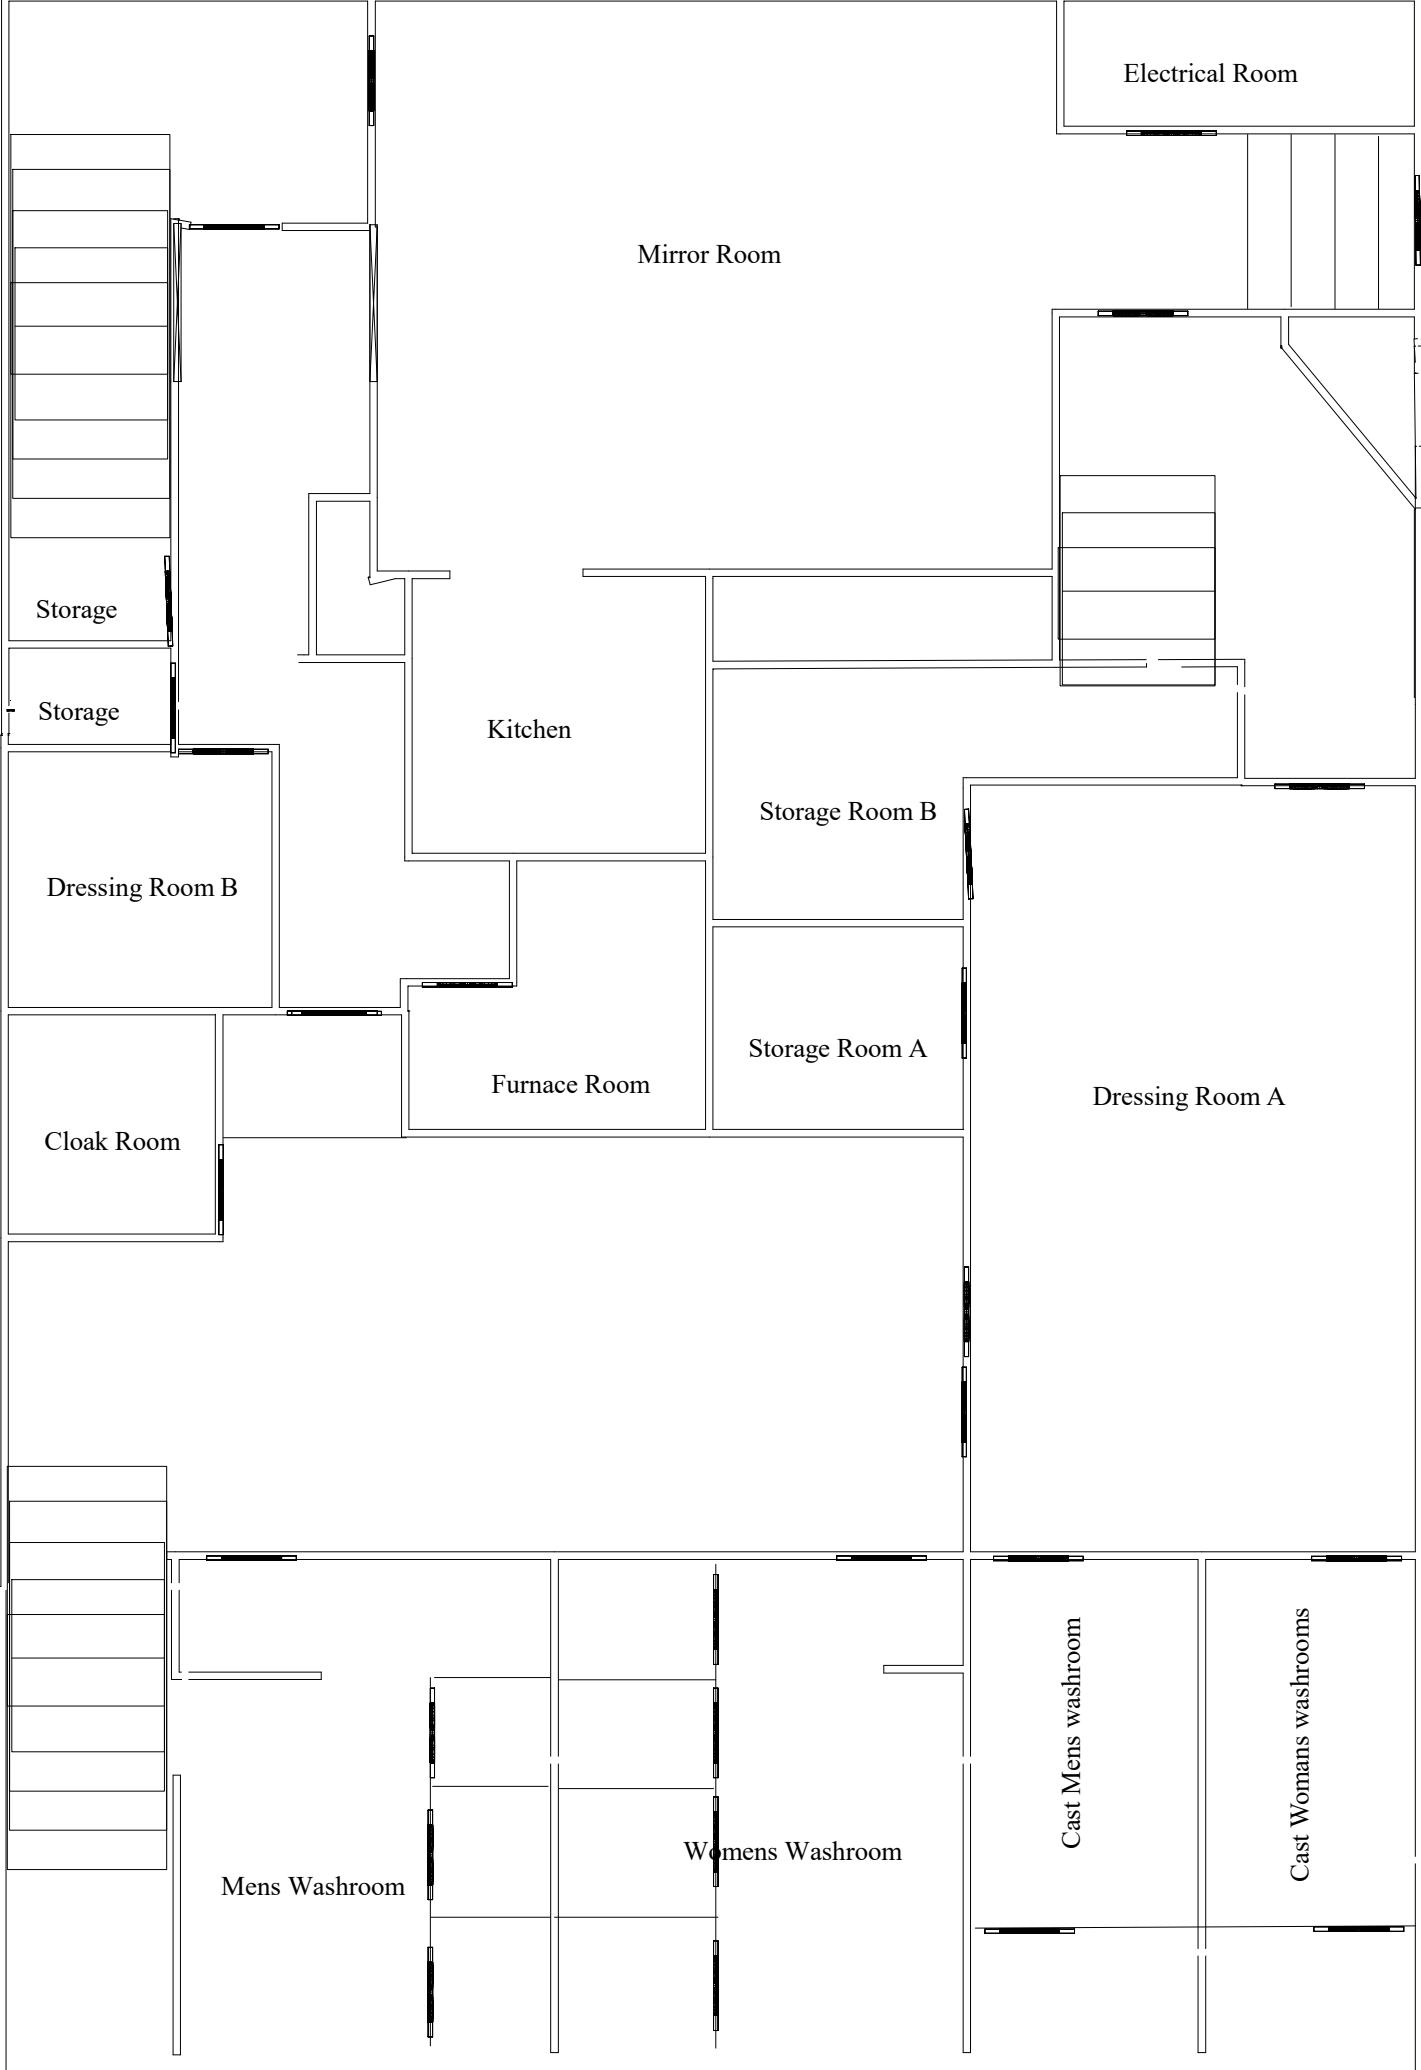 Electrical Room
Mirror Room
Storage
Storage
Kitchen
Storage Room B
Dressing Room B
Storage Room A
Furnace Room
Dressing Room A
Cloak Room
Cast Mens washroom
Cast Womans washrooms
Womens Washroom
Mens Washroom